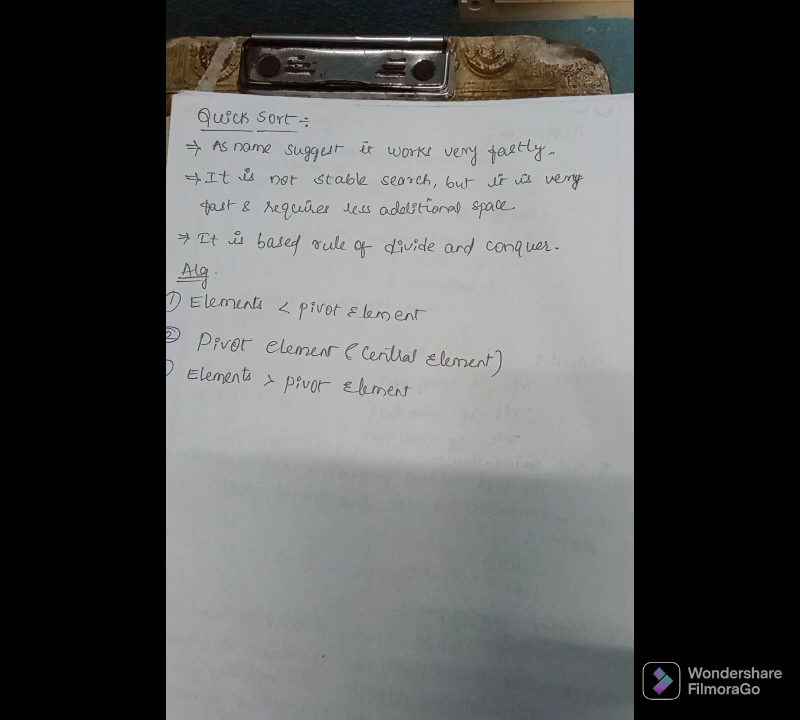 Quick Sort :-
⇒ As name suggest it works very fastly.
⇒ It is not stable search, but it is very
fast & requires less additional space.
⇒ It is based rule of divide and conquer.
Alg:
① Elements < pivot Element
② Pivot element (Central Element)
) Elements > pivot Element
Wondershare
FilmoraGo